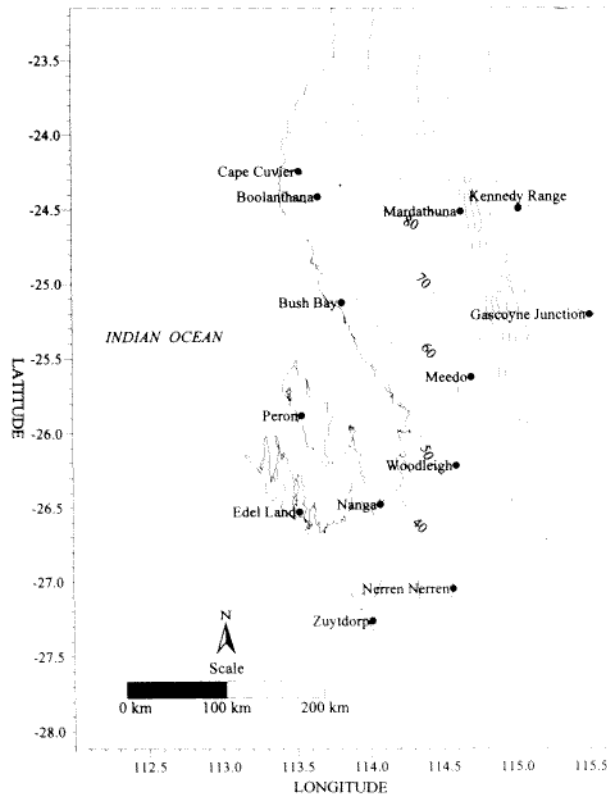 -23.5
-24.0
Cape Cuvier
Boolanthana
Kennedy Range
Mardathuna
-24.5
80
70
-25.0
Bush Bay
Gascoyne Junction
INDIAN OCEAN
60
-25.5
Meedo
LATITUDE
Peron
-26.0
50
Woodleigh
-26.5
Edel Land
Nanga
40
-27.0
Nerren Nerren
N
Zuytdorp
Scale
-27.5
0 km
100 km
200 km
-28.0
112.5
113.0
113.5
114.0
114.5
115.0
115.5
LONGITUDE